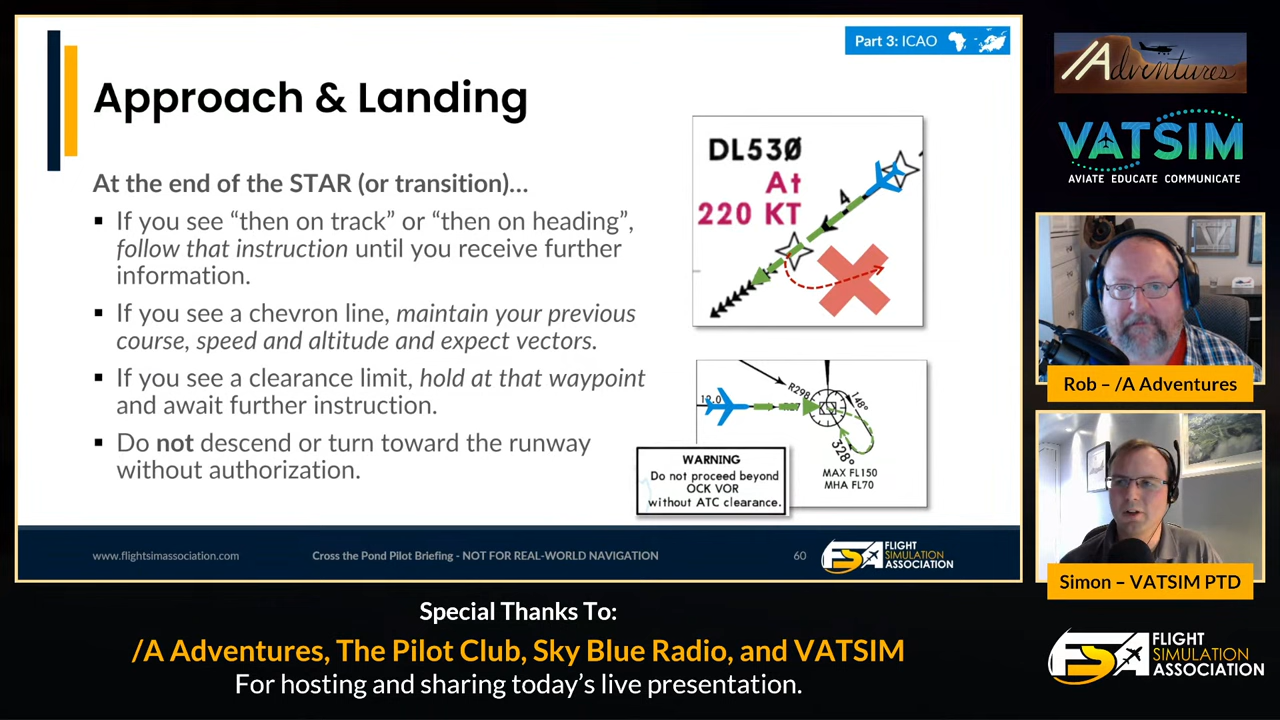 Part 3: ICAO
Approach & Landing
At the end of the STAR (or transition)...
▪ If you see “then on track” or “then on heading”,
follow that instruction until you receive further
information.
▪ If you see a chevron line, maintain your previous
course, speed and altitude and expect vectors.
▪ If you see a clearance limit, hold at that waypoint
and await further instruction.
▪ Do not descend or turn toward the runway
without authorization.
DL530
At
220 KT
4
R298
148°
328°
MAX FL150
MHA FL70
WARNING
Do not proceed beyond
OCK VOR
without ATC clearance.
www.flightsimassociation.com
Cross the Pond Pilot Briefing - NOT FOR REAL-WORLD NAVIGATION
60
FSA
FLIGHT
SIMULATION
ASSOCIATION
/Adventures
VATSIM
AVIATE EDUCATE COMMUNICATE
Rob – /A Adventures
Simon – VATSIM PTD
FSA
FLIGHT
SIMULATION
ASSOCIATION
Special Thanks To:
/A Adventures, The Pilot Club, Sky Blue Radio, and VATSIM
For hosting and sharing today’s live presentation.